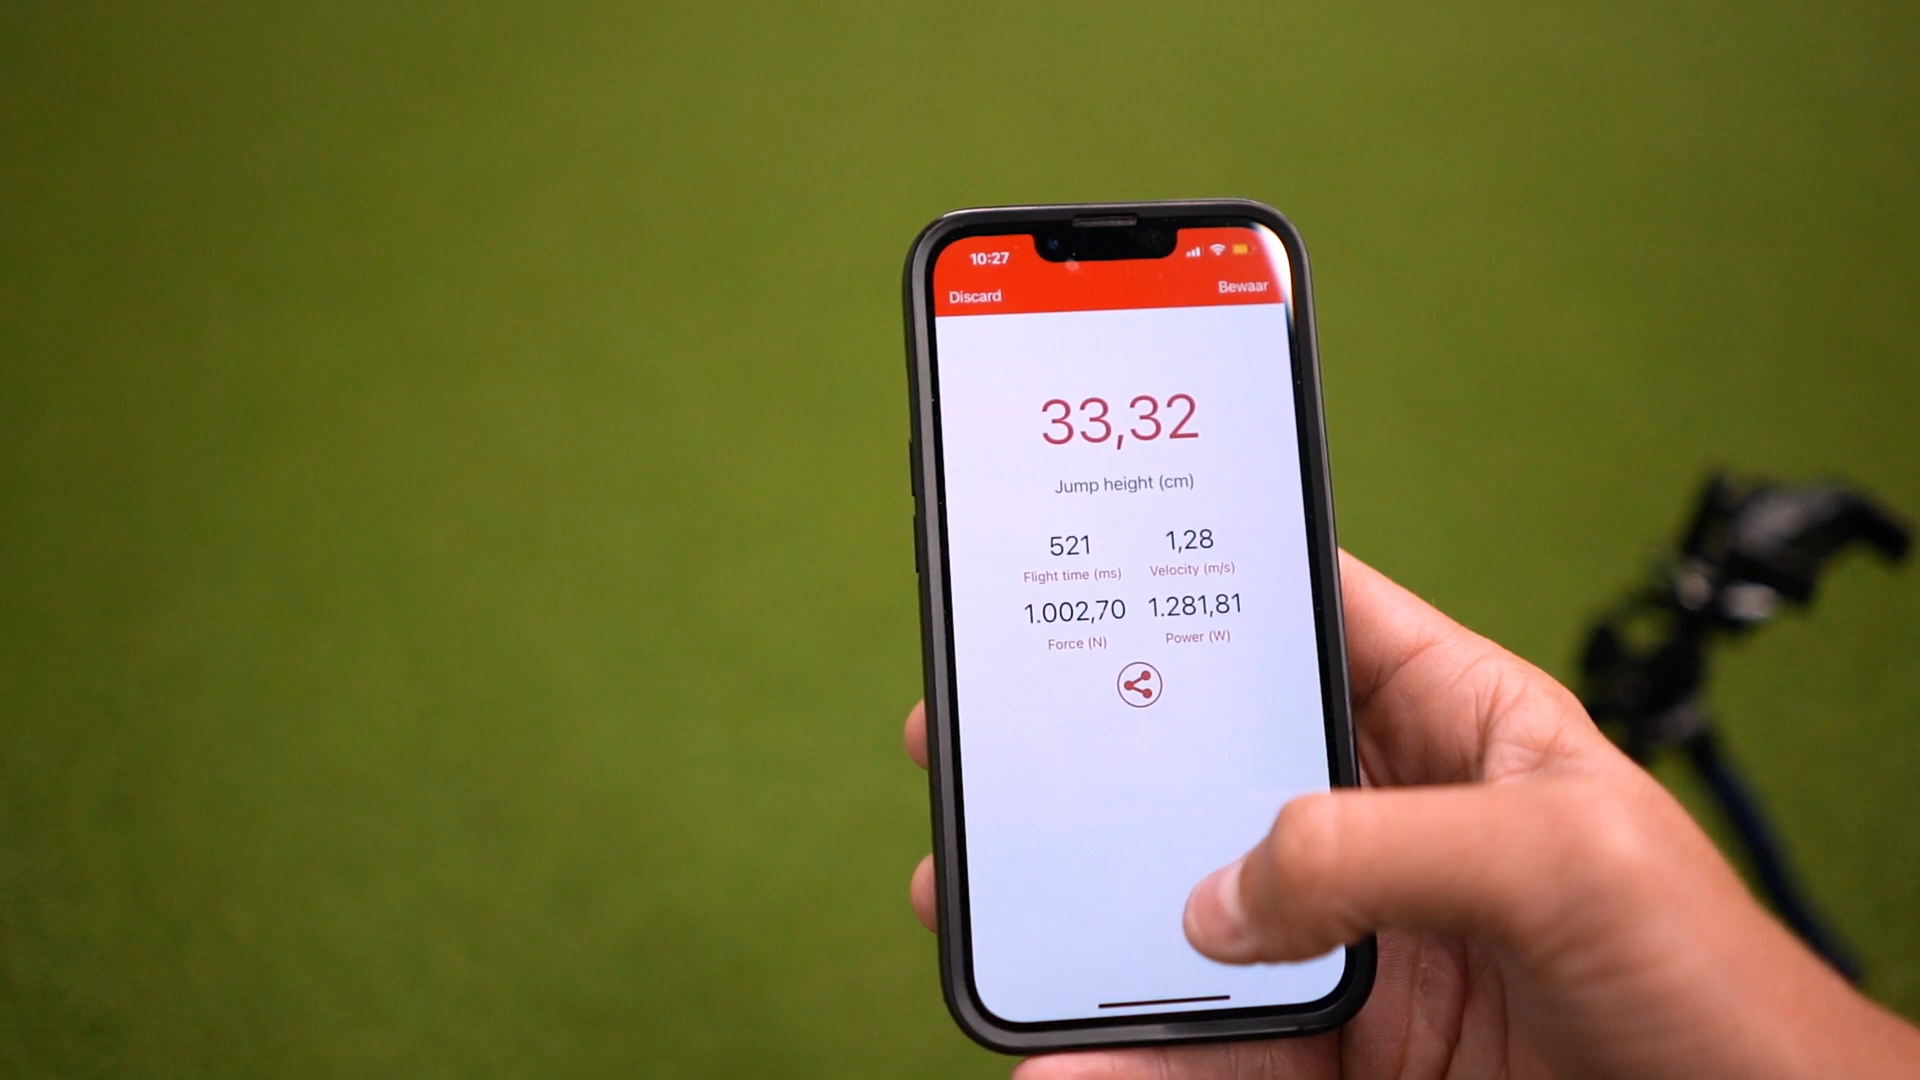 10:27
Discard Bewaar
33,32
Jump height (cm)
521 1,28
Flight time (ms) Velocity (m/s)
1.002,70 1.281,81
Force (N) Power (W)